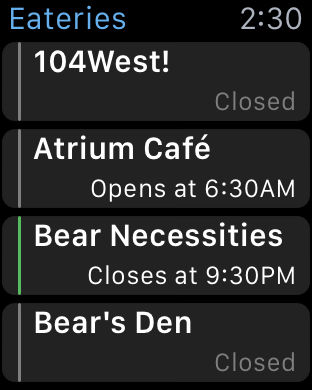 Eateries 2:30
104West!
Closed
Atrium Café
Opens at 6:30AM
Bear Necessities
Closes at 9:30PM
Bear's Den
Closed